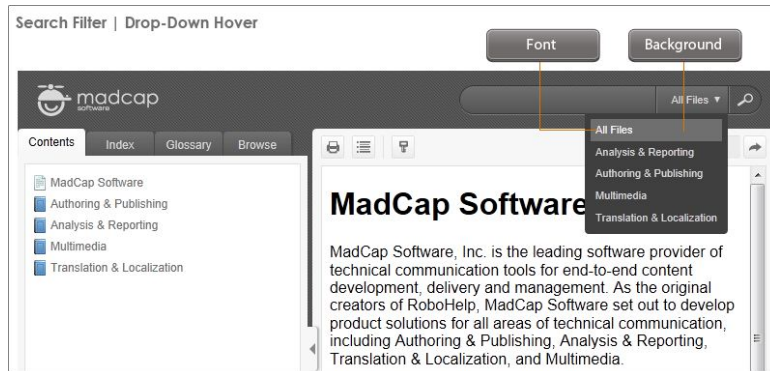 Search Filter | Drop-Down Hover
Font
Background
madcap
software
All Files
Contents
Index
Glossary
Browse
All Files
Analysis & Reporting
Authoring & Publishing
Multimedia
Translation & Localization
MadCap Software
Authoring & Publishing
Analysis & Reporting
Multimedia
Translation & Localization
MadCap Software
MadCap Software, Inc. is the leading software provider of
technical communication tools for end-to-end content
development, delivery and management. As the original
creators of RoboHelp, MadCap Software set out to develop
product solutions for all areas of technical communication,
including Authoring & Publishing, Analysis & Reporting,
Translation & Localization, and Multimedia.